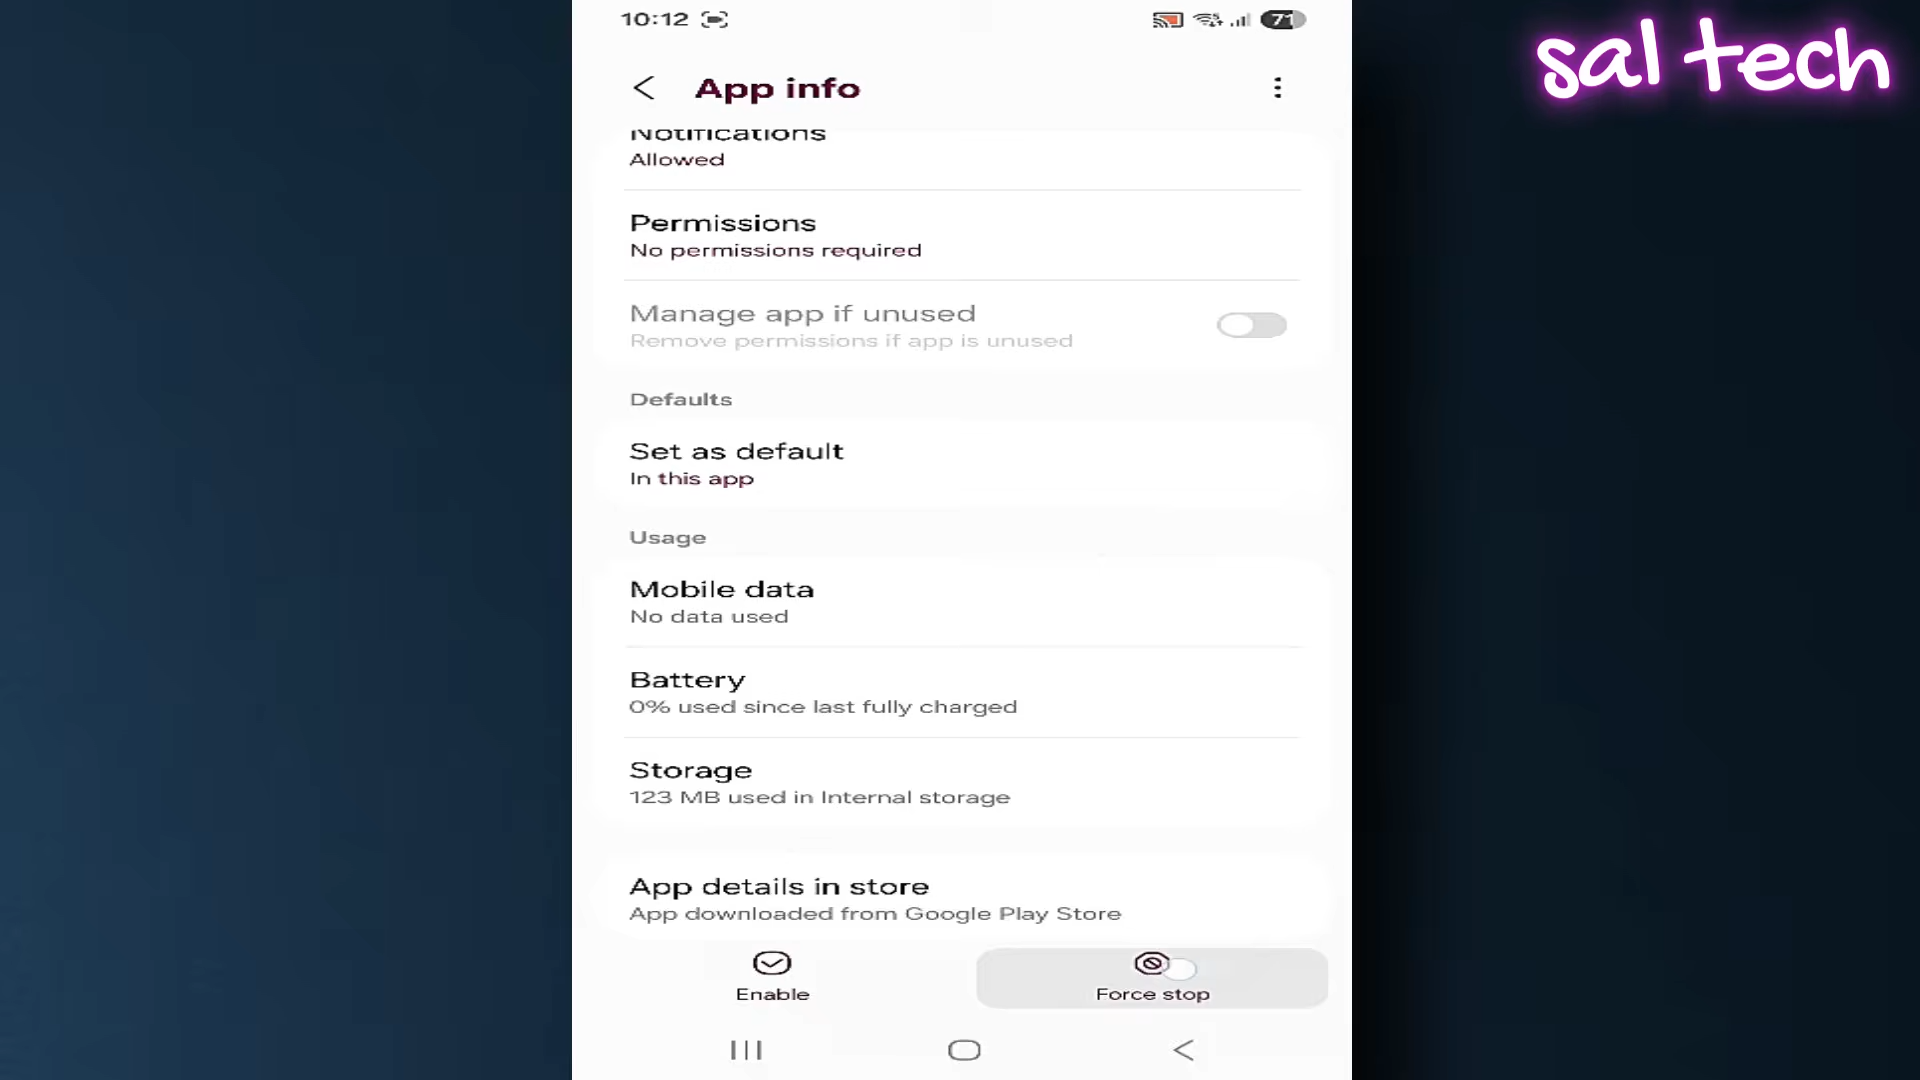 10:12
71
sal tech
App info
Notifications
Allowed
Permissions
No permissions required
Manage app if unused
Remove permissions if app is unused
Defaults
Set as default
In this app
Usage
Mobile data
No data used
Battery
0% used since last fully charged
Storage
123 MB used in Internal storage
App details in store
App downloaded from Google Play Store
Enable
Force stop